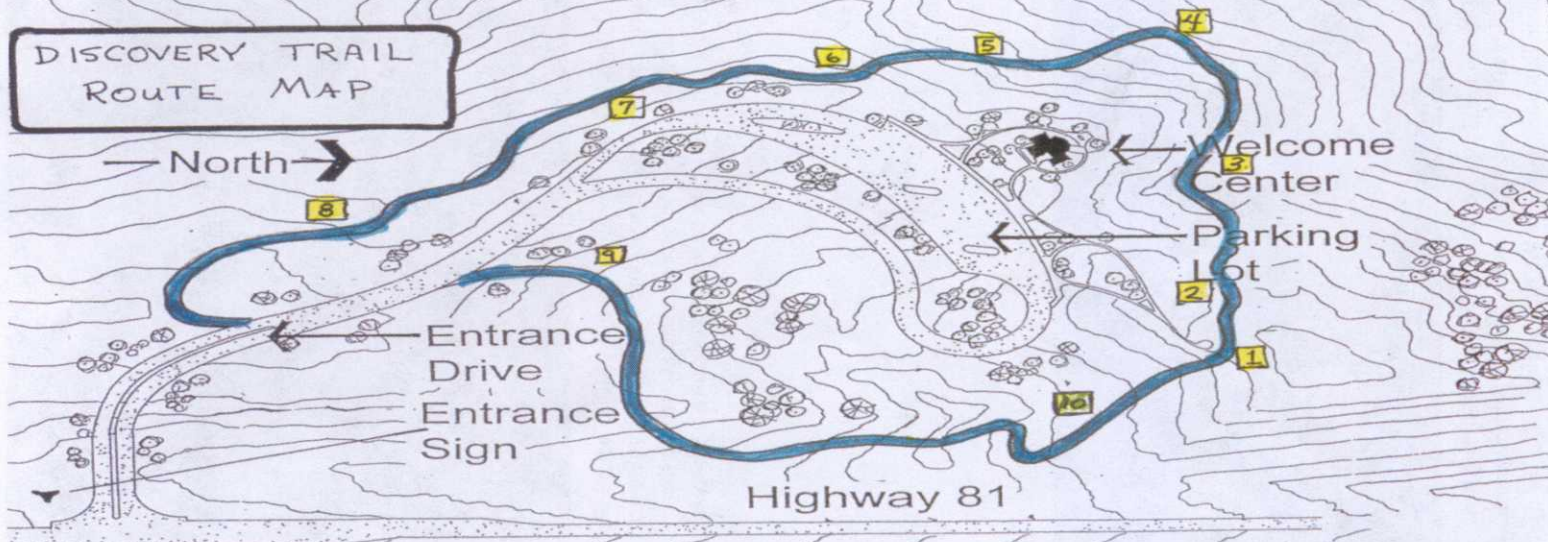 DISCOVERY TRAIL
ROUTE MAP
North
4
5
6
7
Welcome
Center
3
8
Parking
Lot
9
2
Entrance
Drive
1
Entrance
Sign
10
Highway 81